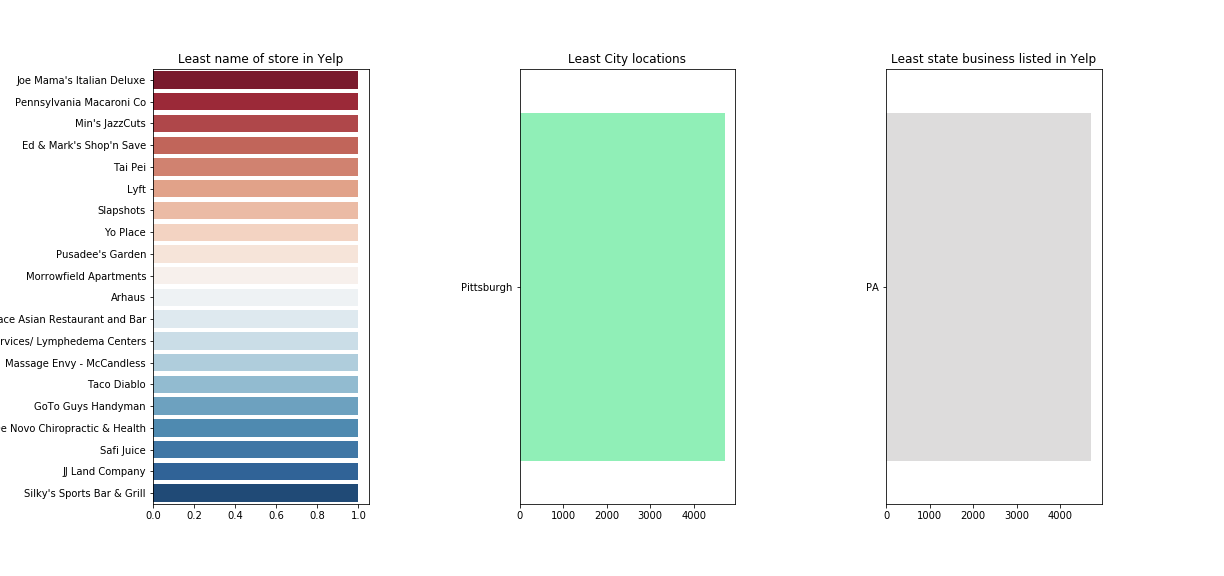 Least name of store in Yelp
Joe Mama's Italian Deluxe
Pennsylvania Macaroni Co
Min's JazzCuts
Ed & Mark's Shop'n Save
Tai Pei
Lyft
Slapshots
Yo Place
Pusadee's Garden
Morrowfield Apartments
Arhaus
Asian Restaurant and Bar
Lymphedema Centers
Massage Envy - McCandless
Taco Diablo
GoTo Guys Handyman
Novo Chiropractic & Health
Safi Juice
JJ Land Company
Silky's Sports Bar & Grill
0.0 0.2 0.4 0.6 0.8 1.0
Least City locations
Pittsburgh
0 1000 2000 3000 4000
Least state business listed in Yelp
PA
0 1000 2000 3000 4000